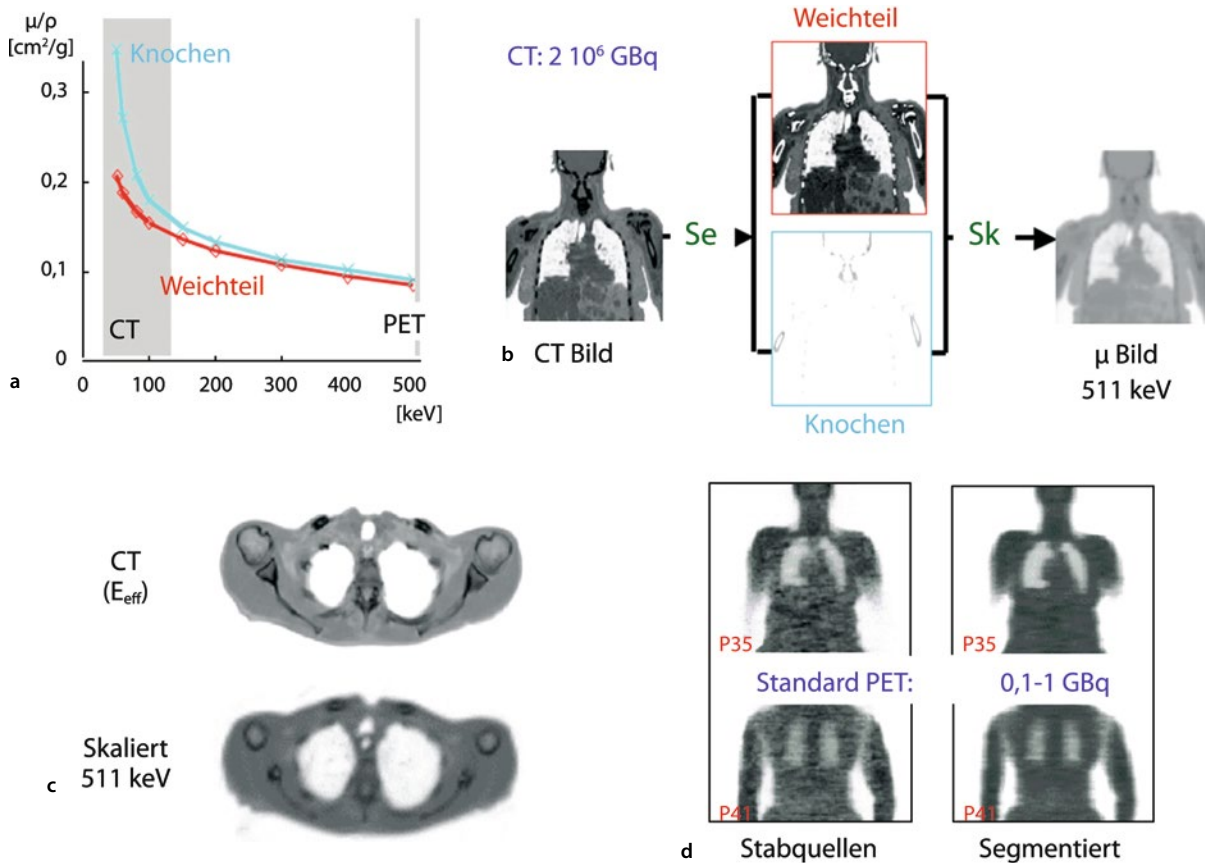 µ/ρ
[cm²/g]
Knochen
0,3
0,2
0,1
0
Weichteil
CT
PET
0 100 200 300 400 500
[keV]
a
Weichteil
CT: 2 10⁶ GBq
Se
Sk
b
CT Bild
Knochen
µ Bild
511 keV
CT
(Eeff)
Skaliert
511 keV
c
P35
P35
Standard PET: 0,1-1 GBq
P41
P41
d
Stabquellen
Segmentiert